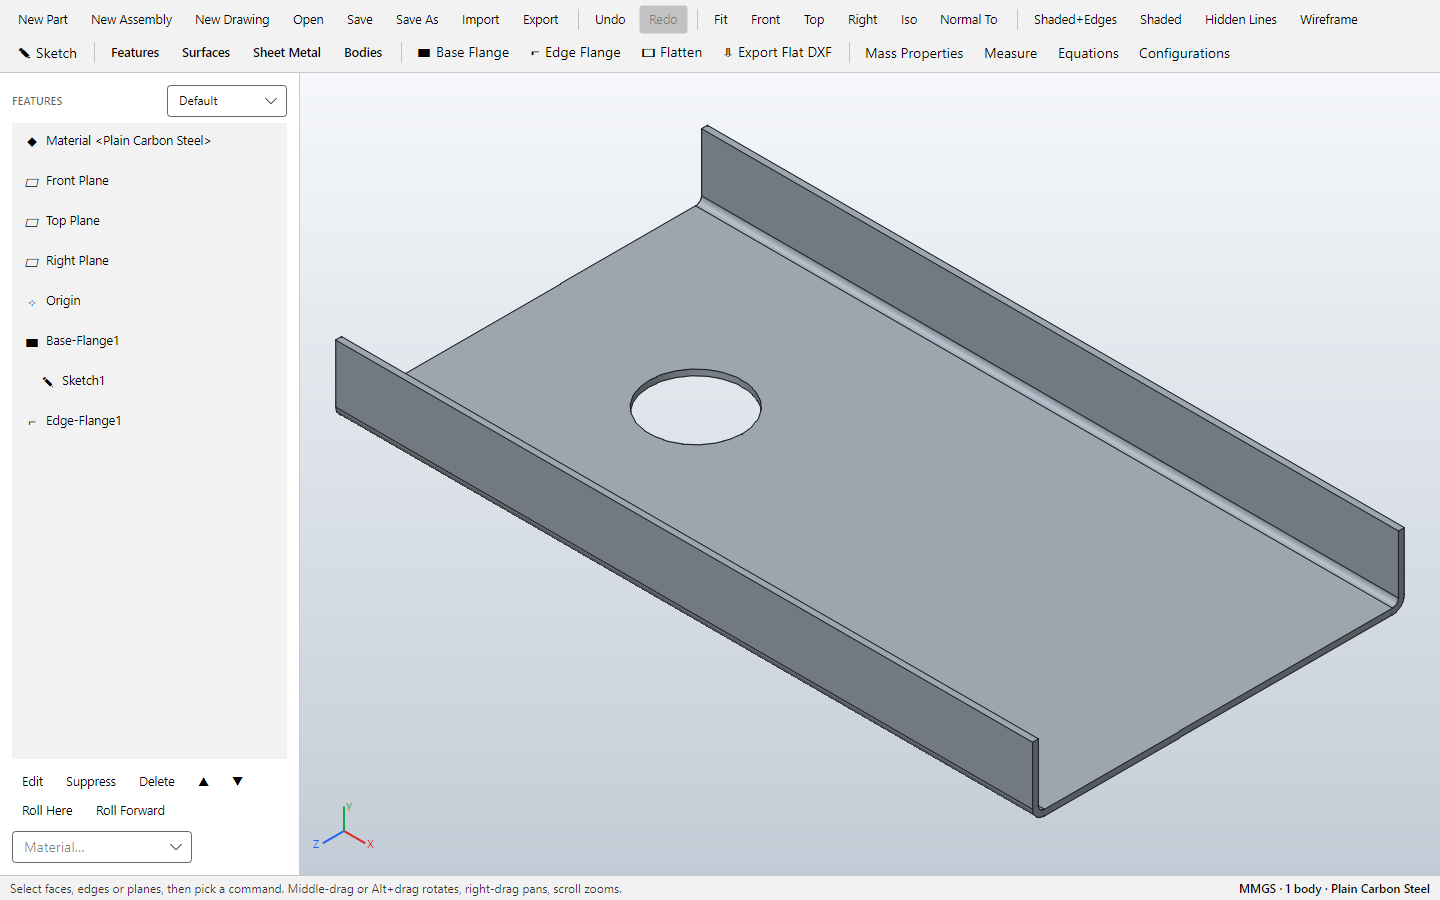 New Part New Assembly New Drawing Open Save Save As Import Export Undo Redo Fit Front Top Right Iso Normal To Shaded+Edges Shaded Hidden Lines Wireframe
Sketch Features Surfaces Sheet Metal Bodies Base Flange Edge Flange Flatten Export Flat DXF Mass Properties Measure Equations Configurations
FEATURES Default
Material <Plain Carbon Steel>
Front Plane
Top Plane
Right Plane
Origin
Base-Flange1
Sketch1
Edge-Flange1
Edit Suppress Delete ▲ ▼
Roll Here Roll Forward
Material...
Y
Z X
Select faces, edges or planes, then pick a command. Middle-drag or Alt+drag rotates, right-drag pans, scroll zooms. MMGS · 1 body · Plain Carbon Steel